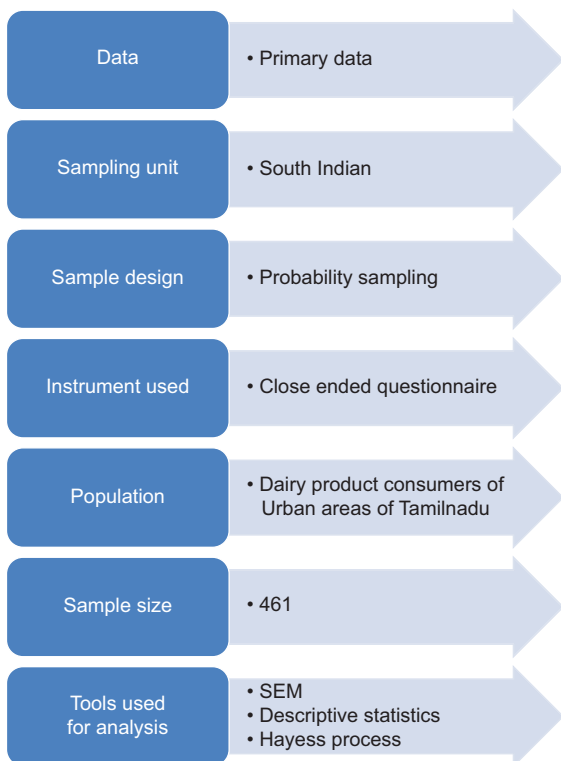 Data
• Primary data
Sampling unit
• South Indian
Sample design
• Probability sampling
Instrument used
• Close ended questionnaire
Population
• Dairy product consumers of
Urban areas of Tamilnadu
Sample size
• 461
Tools used
for analysis
• SEM
• Descriptive statistics
• Hayess process